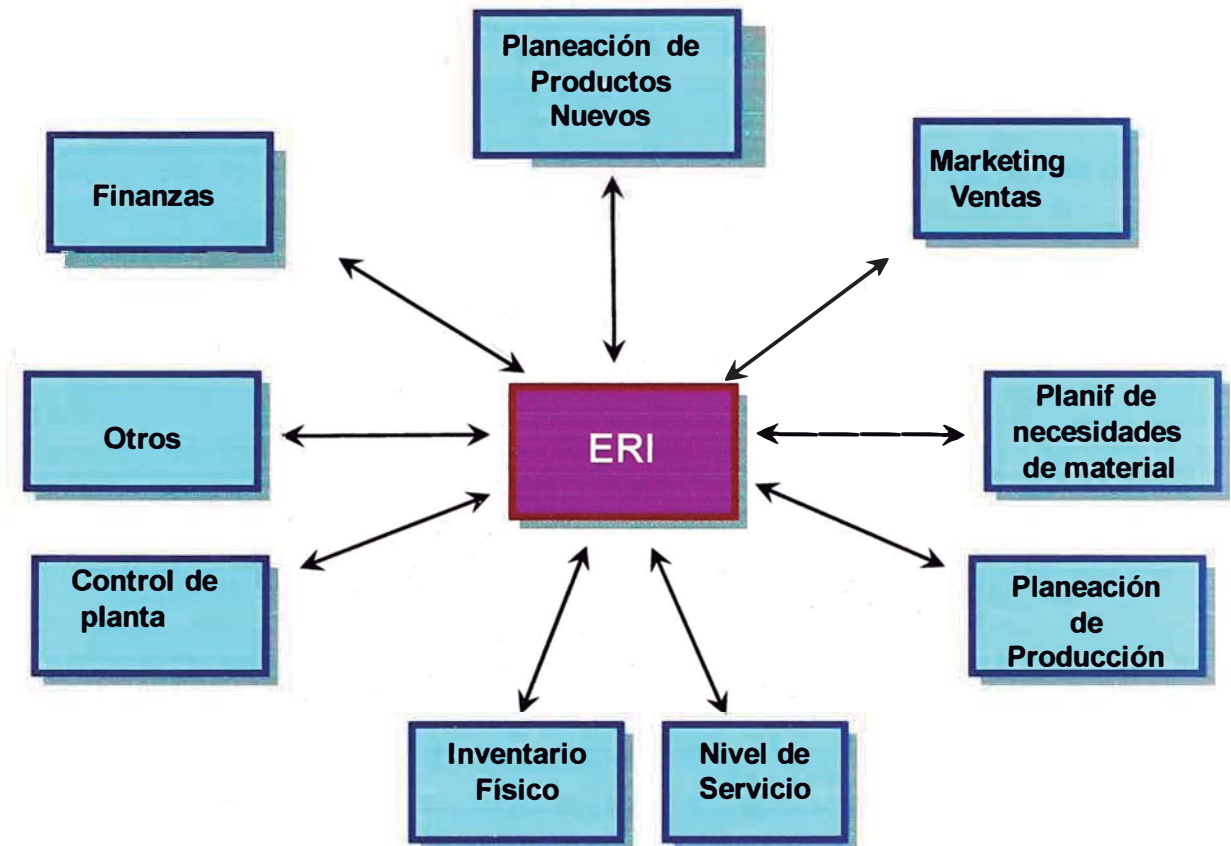 Planeación de
Productos
Nuevos
Finanzas
Marketing
Ventas
Otros
ERI
Planif de
necesidades
de material
Control de
planta
Planeación
de
Producción
Inventario
Físico
Nivel de
Servicio